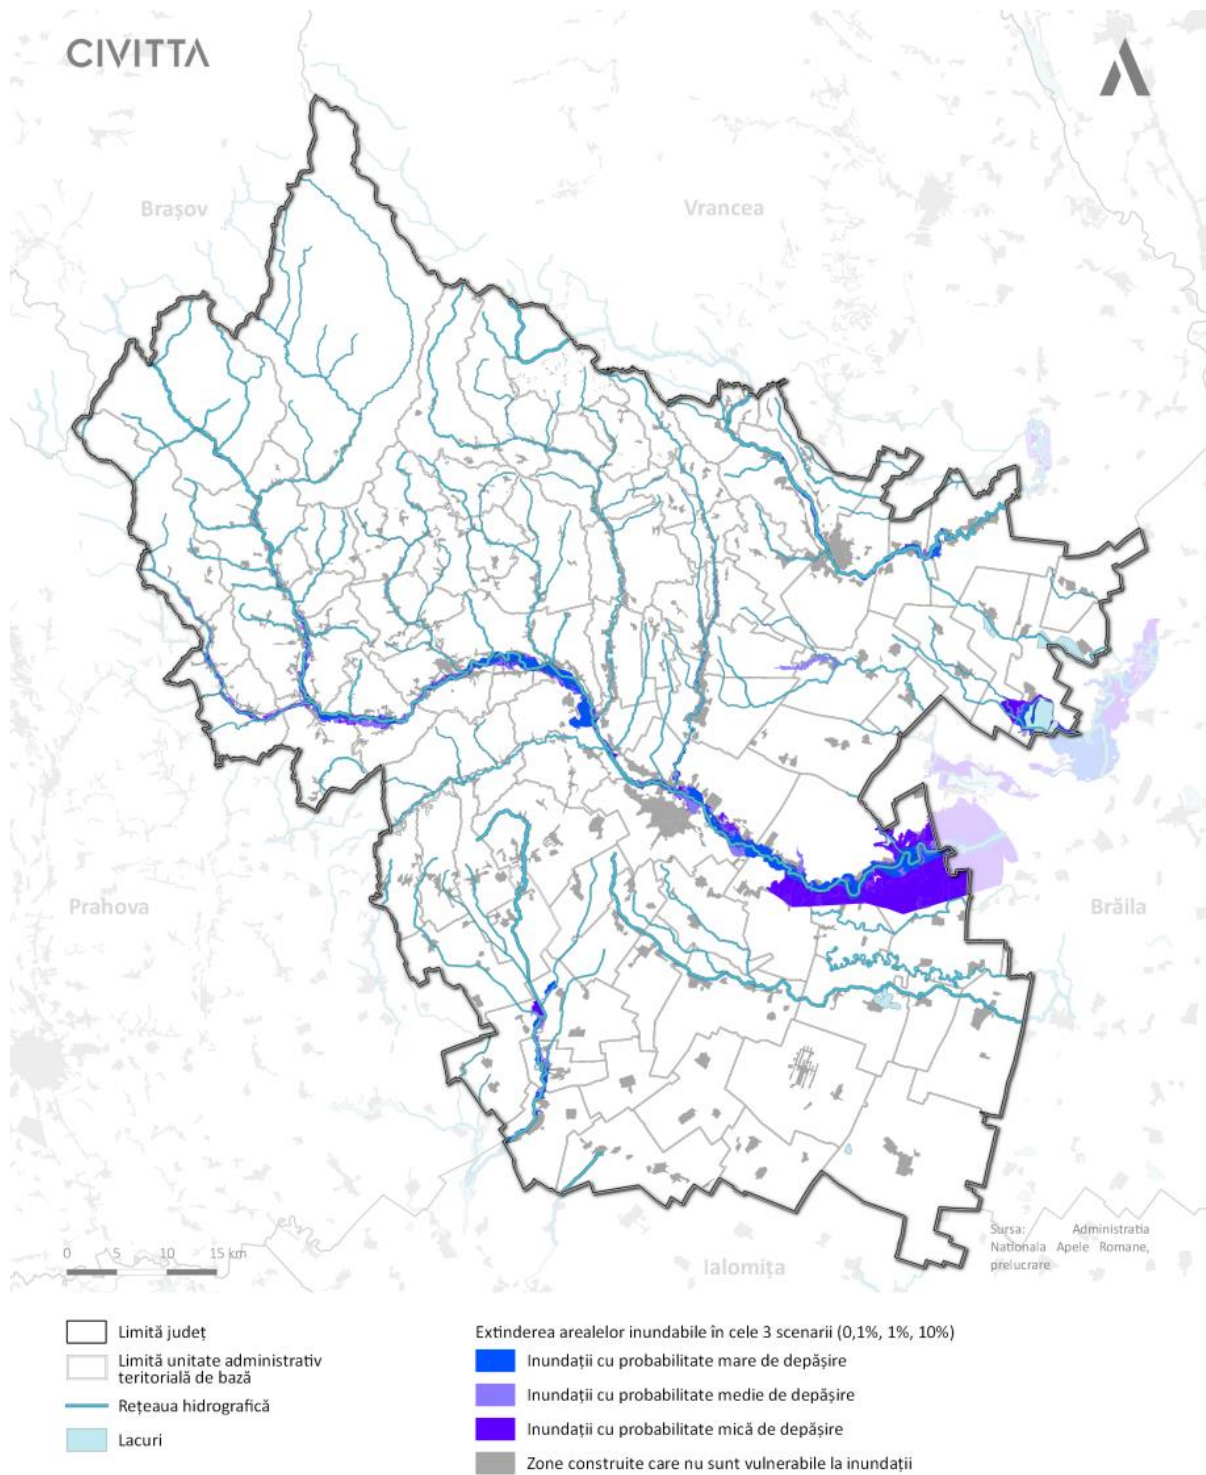 CIVITTA
Brașov
Vrancea
Prahova
Brăila
Ialomița
Sursa: Administratia
Nationala Apele Romane,
prelucrare
0 5 10 15 km
Limită județ
Limită unitate administrativ
teritorială de bază
Rețeaua hidrografică
Lacuri
Extinderea arealelor inundabile în cele 3 scenarii (0,1%, 1%, 10%)
Inundații cu probabilitate mare de depășire
Inundații cu probabilitate medie de depășire
Inundații cu probabilitate mică de depășire
Zone construite care nu sunt vulnerabile la inundații